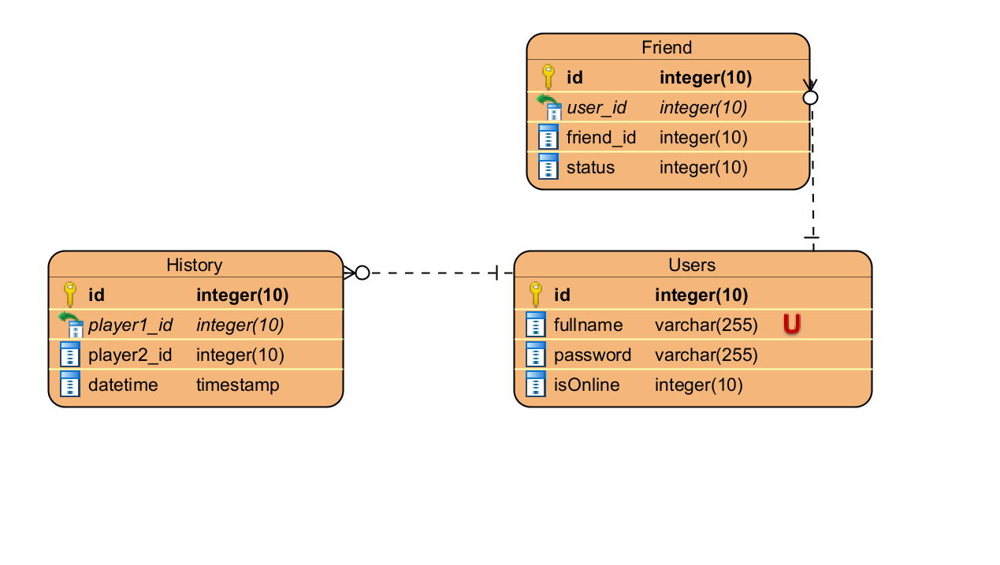 Friend
id integer(10)
user_id integer(10)
friend_id integer(10)
status integer(10)
History
id integer(10)
player1_id integer(10)
player2_id integer(10)
datetime timestamp
Users
id integer(10)
fullname varchar(255) U
password varchar(255)
isOnline integer(10)